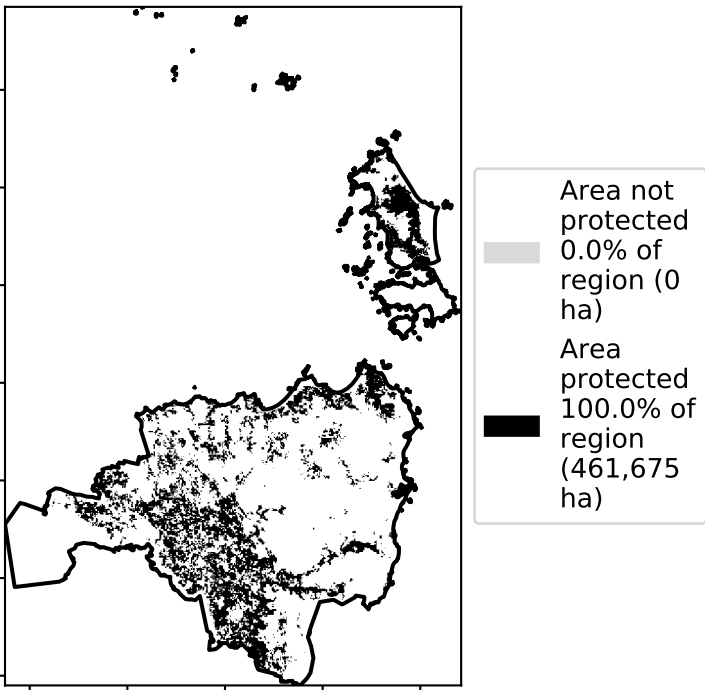 Area not
protected
0.0% of
region (0
ha)
Area
protected
100.0% of
region
(461,675
ha)